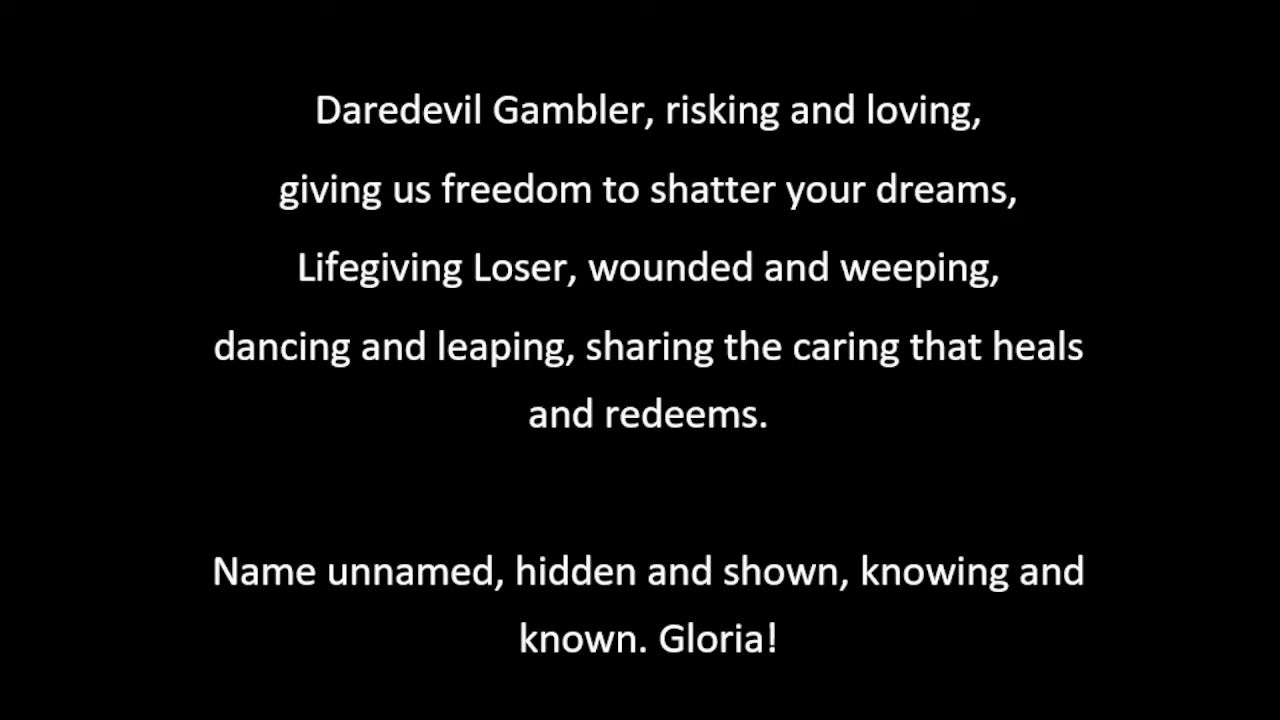 Daredevil Gambler, risking and loving,
giving us freedom to shatter your dreams,
Lifegiving Loser, wounded and weeping,
dancing and leaping, sharing the caring that heals
and redeems.
Name unnamed, hidden and shown, knowing and
known. Gloria!